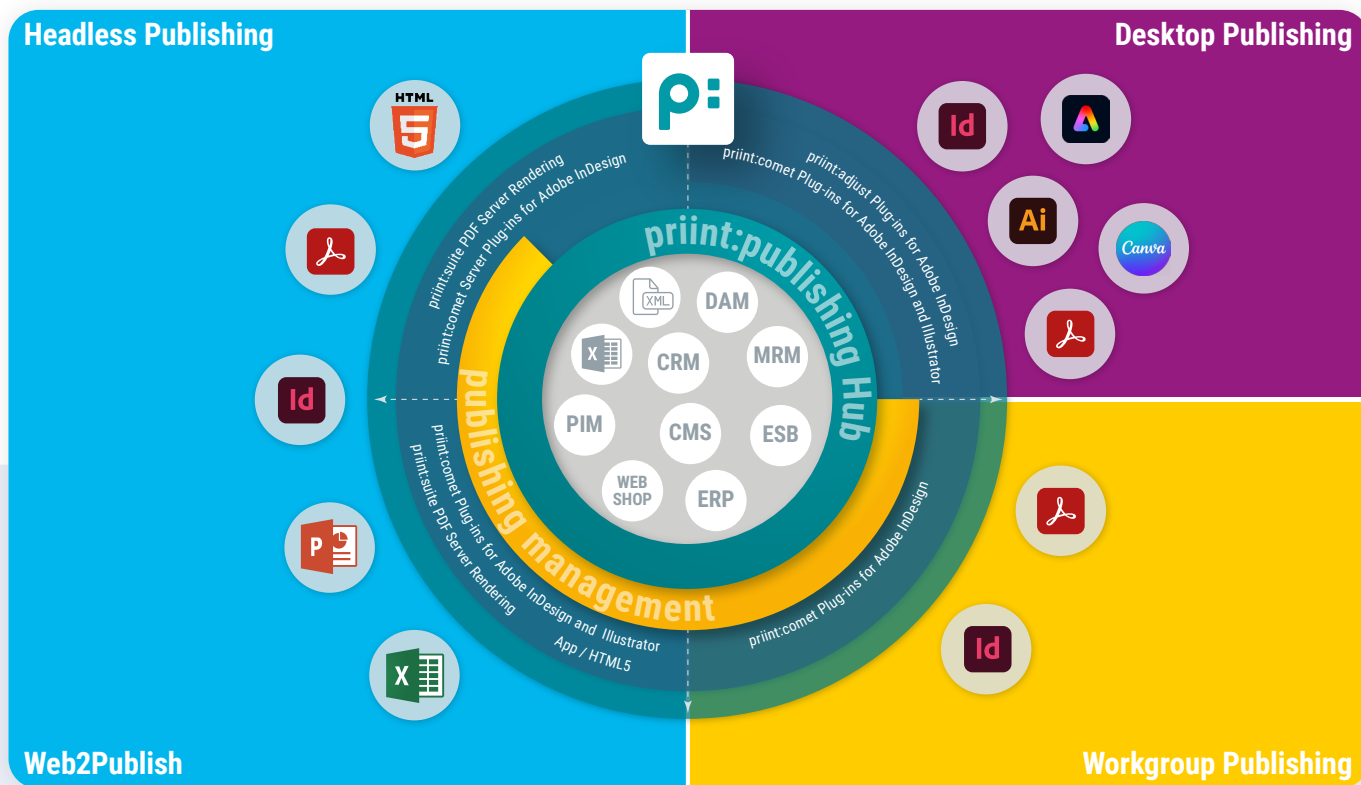 Headless Publishing
Desktop Publishing
p:
HTML
5
Id
A
Ai
Canva
priint:suite PDF Server Rendering
priint:comet Server Plug-ins for Adobe InDesign
priint:adjust Plug-ins for Adobe InDesign
priint:comet Plug-ins for Adobe InDesign and Illustrator
priint:publishing Hub
XML
DAM
X
CRM
MRM
PIM
CMS
ESB
WEB
SHOP
ERP
publishing management
Id
P
X
priint:comet Plug-ins for Adobe InDesign and Illustrator
priint:suite PDF Server Rendering
App / HTML5
priint:comet Plug-ins for Adobe InDesign
Id
Web2Publish
Workgroup Publishing